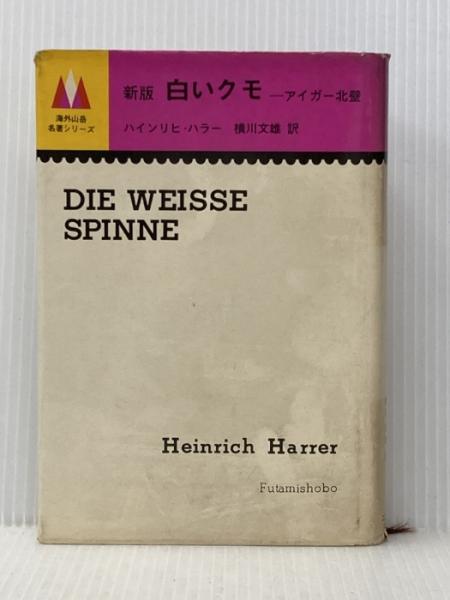 海外山岳
名著シリーズ
新版 白いクモ ―アイガー北壁
ハインリヒ・ハラー 横川文雄 訳
DIE WEISSE
SPINNE
Heinrich Harrer
Futamishobo